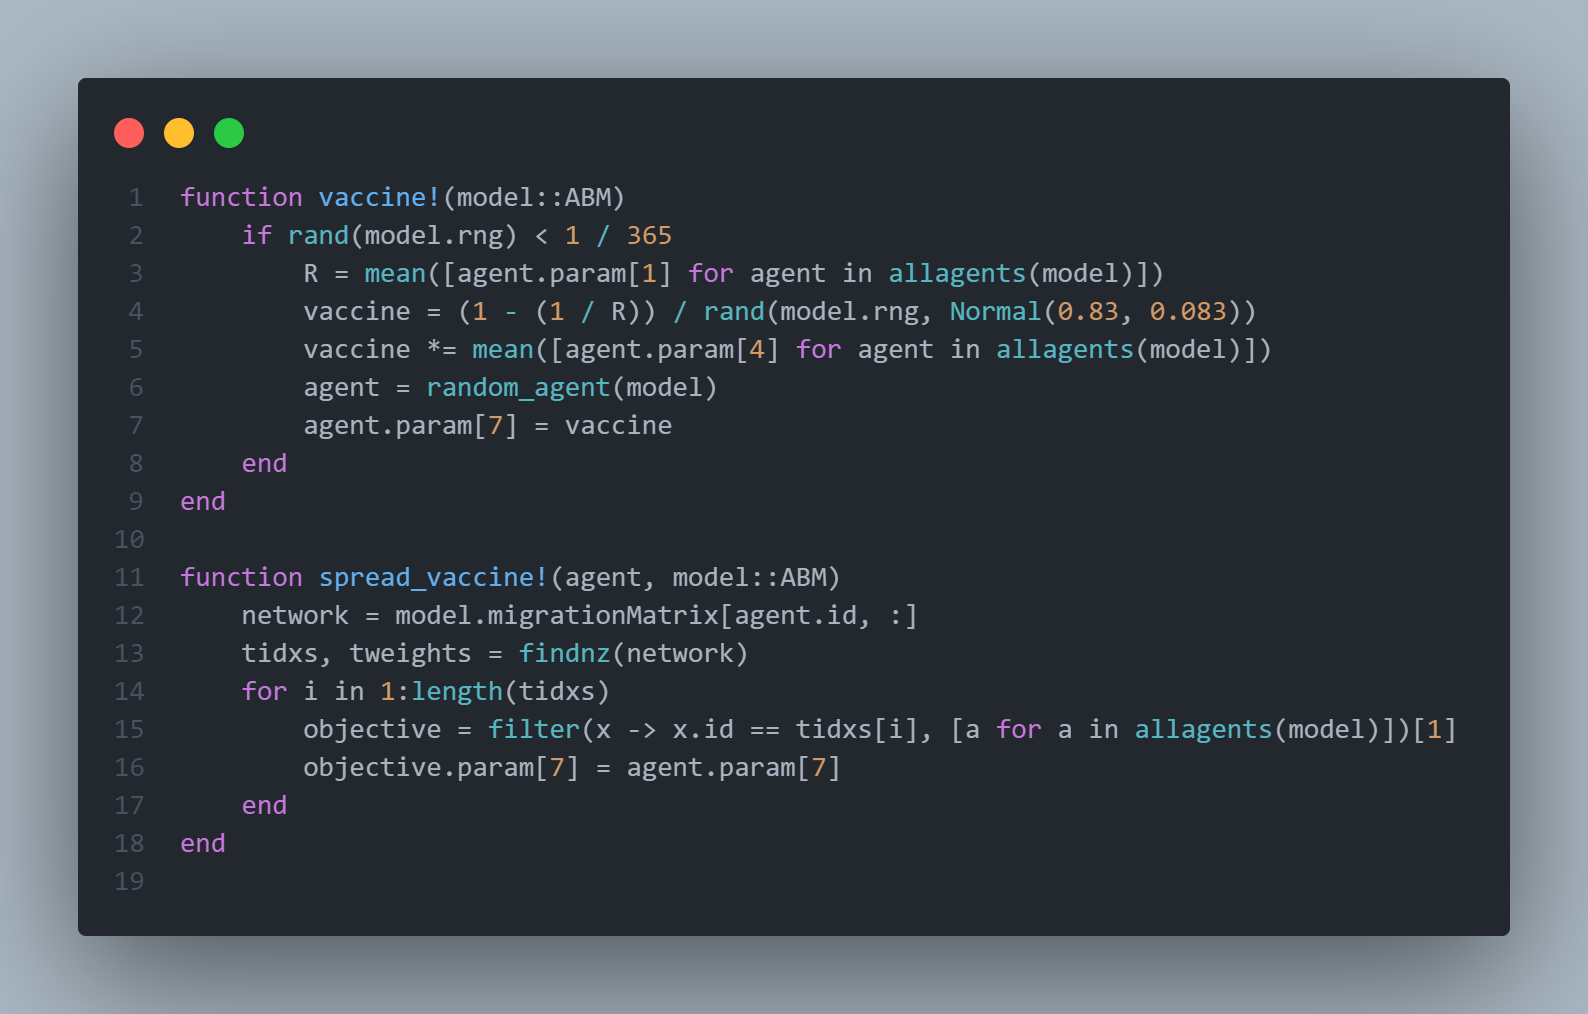 1 function vaccine!(model::ABM)
2     if rand(model.rng) < 1 / 365
3         R = mean([agent.param[1] for agent in allagents(model)])
4         vaccine = (1 - (1 / R)) / rand(model.rng, Normal(0.83, 0.083))
5         vaccine *= mean([agent.param[4] for agent in allagents(model)])
6         agent = random_agent(model)
7         agent.param[7] = vaccine
8     end
9 end
10
11 function spread_vaccine!(agent, model::ABM)
12     network = model.migrationMatrix[agent.id, :]
13     tidxs, tweights = findnz(network)
14     for i in 1:length(tidxs)
15         objective = filter(x -> x.id == tidxs[i], [a for a in allagents(model)])[1]
16         objective.param[7] = agent.param[7]
17     end
18 end
19